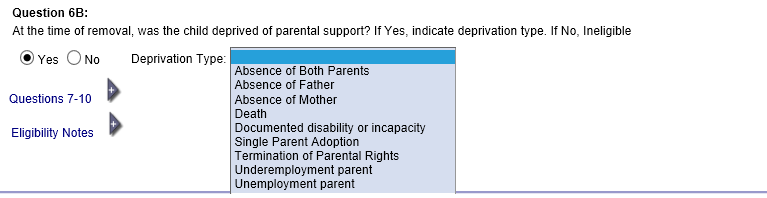 Question 6B:
At the time of removal, was the child deprived of parental support? If Yes, indicate deprivation type. If No, Ineligible
Yes No Deprivation Type:
Absence of Both Parents
Absence of Father
Absence of Mother
Death
Documented disability or incapacity
Single Parent Adoption
Termination of Parental Rights
Underemployment parent
Unemployment parent
Questions 7-10
Eligibility Notes